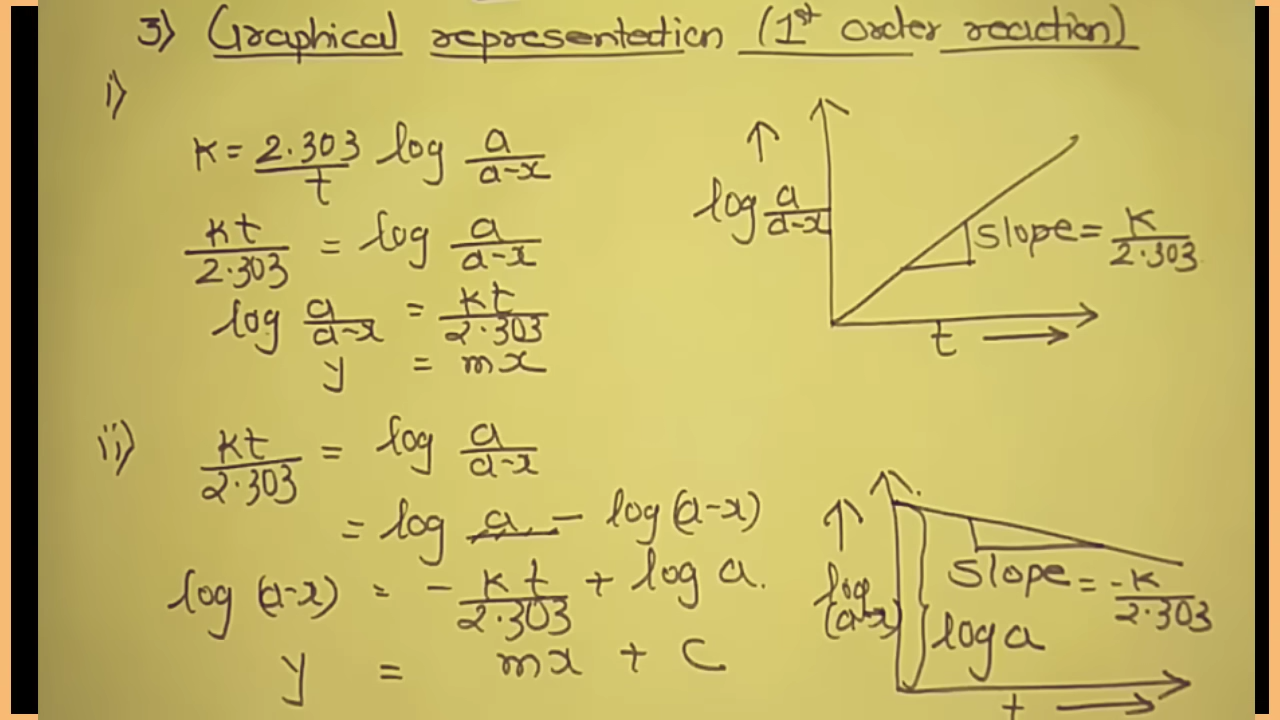 3) Graphical representation (1st order reaction)
i)
K = 2.303/t log a/a-x
Kt/2.303 = log a/a-x
log a/a-x = Kt/2.303
y = mx
↑ log a/a-x
Slope = K/2.303
t →
ii) Kt/2.303 = log a/a-x
= log a - log (a-x)
log (a-x) = - Kt/2.303 + log a.
y = mx + C
↑ log (a-x)
Slope = -K/2.303
log a
t →